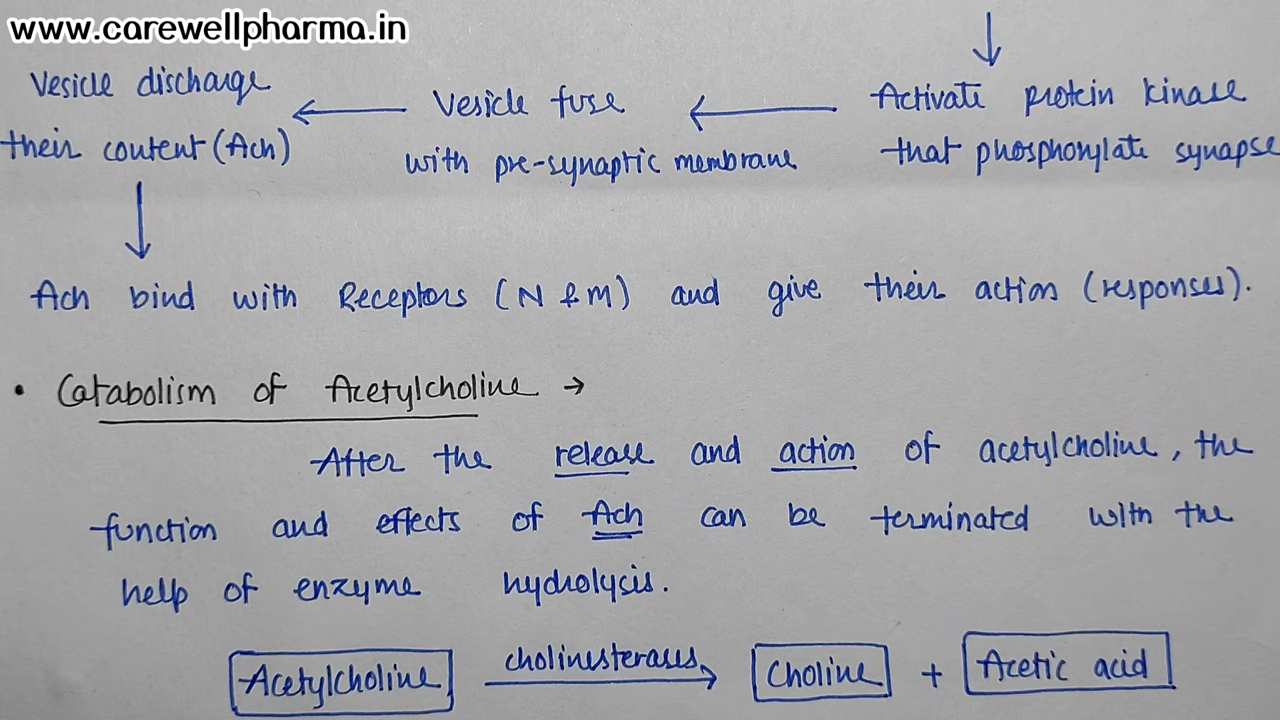 www.carewellpharma.in
Activate protein kinase
that phosphorylate synapse
Vesicle fuse
with pre-synaptic membrane
Vesicle discharge
their content (Ach)
Ach bind with Receptors (N & M) and give their action (responses).
• Catabolism of Acetylcholine →
After the release and action of acetylcholine, the
function and effects of Ach can be terminated with the
help of enzyme hydrolysis.
Acetylcholine cholinesterases Choline + Acetic acid